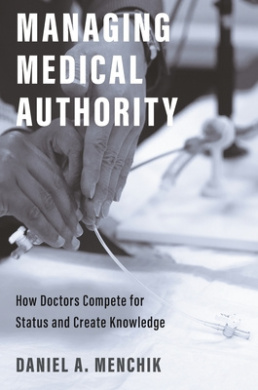 MANAGING
MEDICAL
AUTHORITY
How Doctors Compete for
Status and Create Knowledge
DANIEL A. MENCHIK